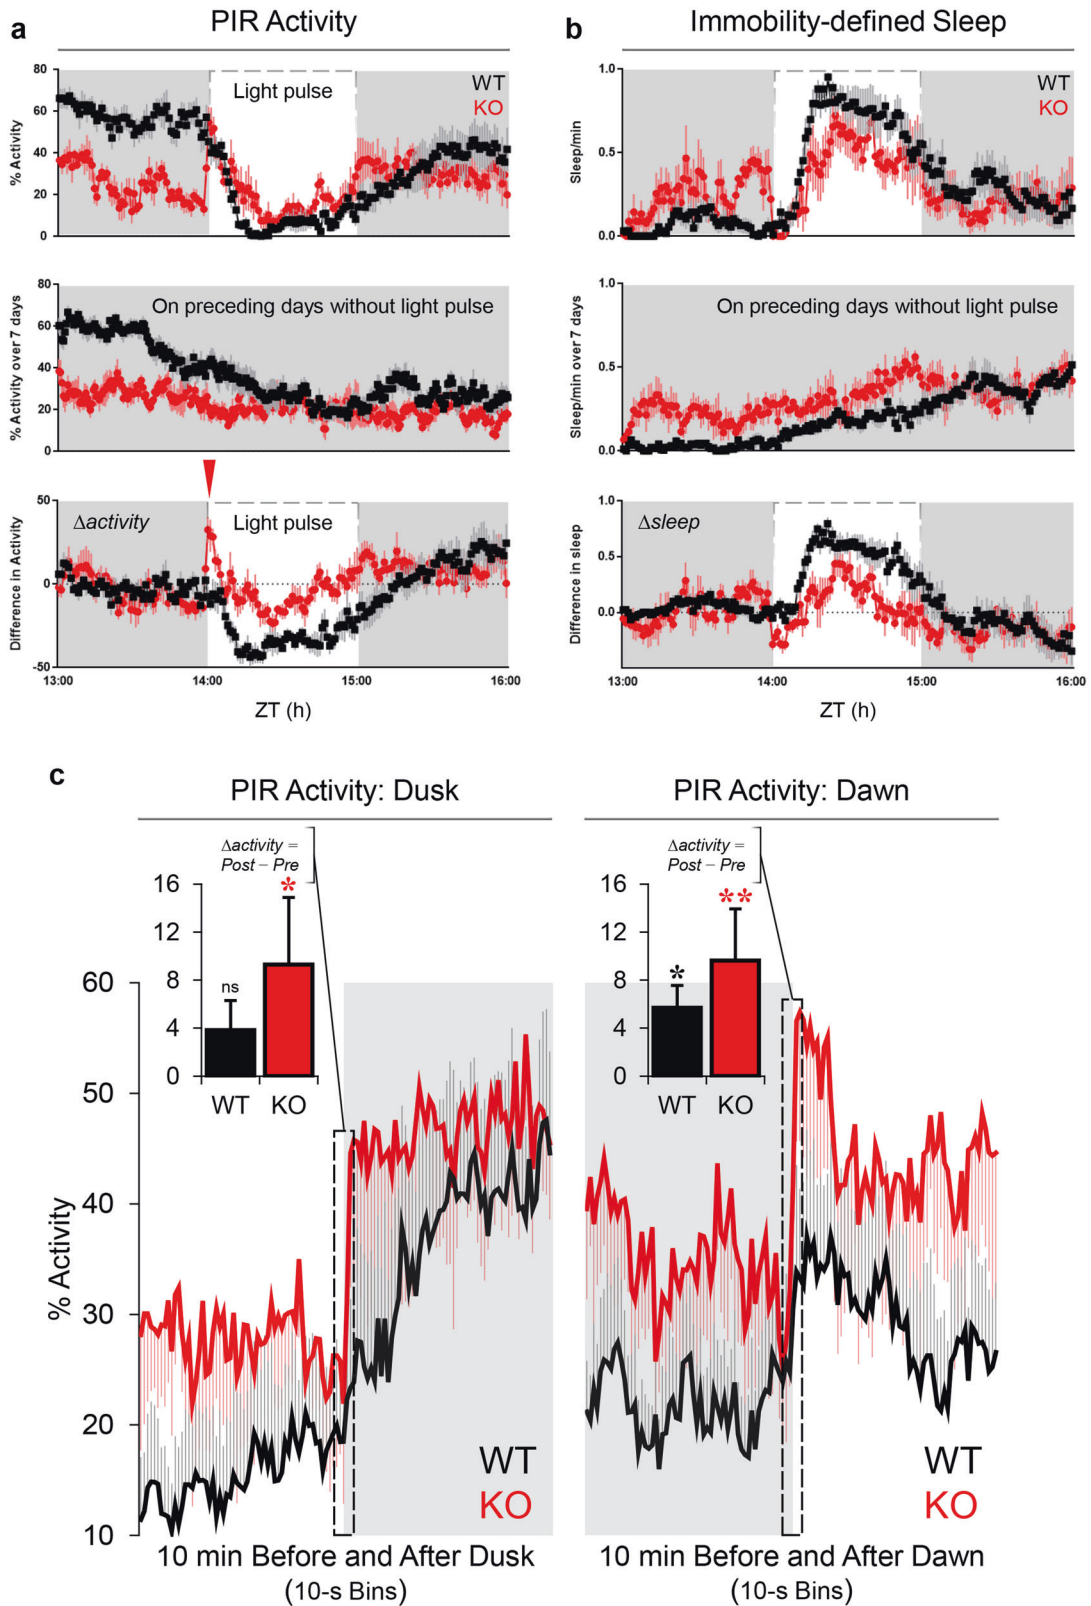 a
PIR Activity
80
60
40
20
0
% Activity
Light pulse
WT
KO
80
60
40
20
0
% Activity over 7 days
On preceding days without light pulse
50
0
-50
Difference in Activity
Δactivity
Light pulse
13:00 14:00 15:00 16:00
ZT (h)
b
Immobility-defined Sleep
1.0
0.5
0.0
Sleep/min
WT
KO
1.0
0.5
0.0
Sleep/min over 7 days
On preceding days without light pulse
1.0
0.5
0.0
Difference in sleep
Δsleep
13:00 14:00 15:00 16:00
ZT (h)
c
PIR Activity: Dusk
Δactivity =
Post – Pre
16
12
8
4
0
ns
*
WT KO
60
50
40
30
20
10
% Activity
WT
KO
10 min Before and After Dusk
(10-s Bins)
PIR Activity: Dawn
Δactivity =
Post – Pre
16
12
8
4
0
*
**
WT KO
WT
KO
10 min Before and After Dawn
(10-s Bins)